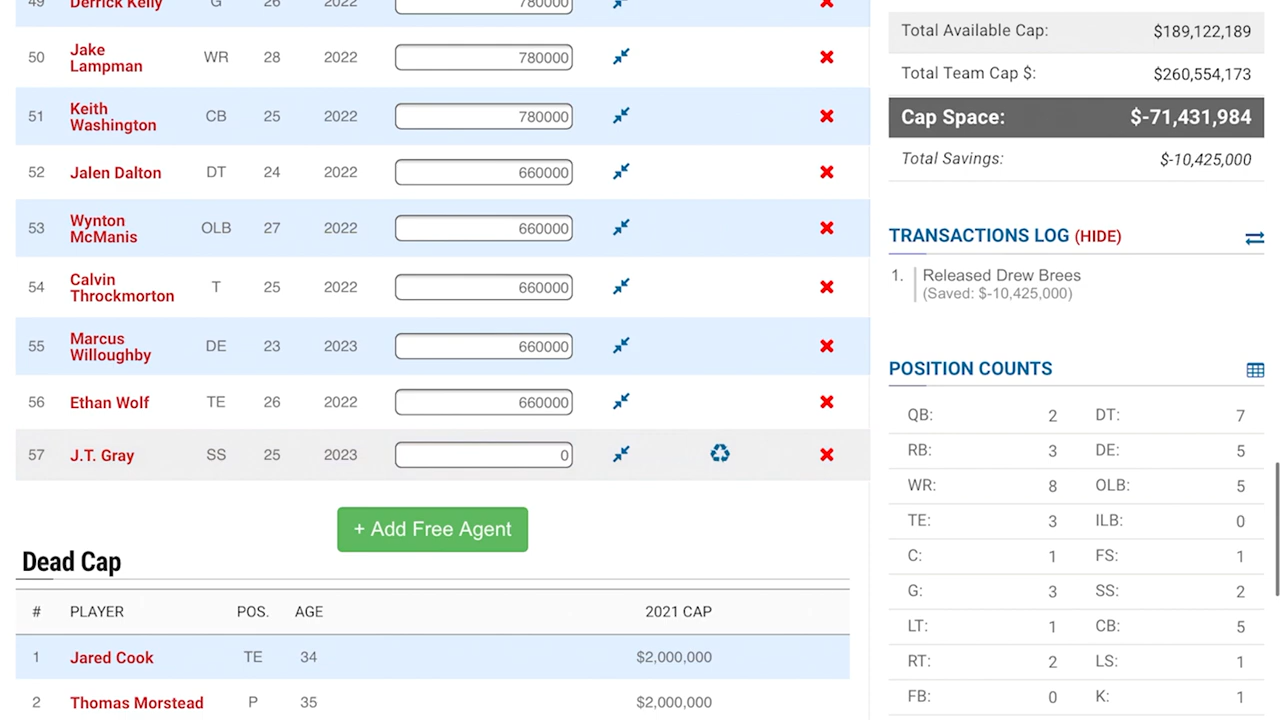 49 Derrick Kelly G 26 2022 780000
50 Jake Lampman WR 28 2022 780000
51 Keith Washington CB 25 2022 780000
52 Jalen Dalton DT 24 2022 660000
53 Wynton McManis OLB 27 2022 660000
54 Calvin Throckmorton T 25 2022 660000
55 Marcus Willoughby DE 23 2023 660000
56 Ethan Wolf TE 26 2022 660000
57 J.T. Gray SS 25 2023 0
+ Add Free Agent
Dead Cap
# PLAYER POS. AGE 2021 CAP
1 Jared Cook TE 34 $2,000,000
2 Thomas Morstead P 35 $2,000,000
Total Available Cap: $189,122,189
Total Team Cap $: $260,554,173
Cap Space: $-71,431,984
Total Savings: $-10,425,000
TRANSACTIONS LOG (HIDE)
1. Released Drew Brees
(Saved: $-10,425,000)
POSITION COUNTS
QB: 2 DT: 7
RB: 3 DE: 5
WR: 8 OLB: 5
TE: 3 ILB: 0
C: 1 FS: 1
G: 3 SS: 2
LT: 1 CB: 5
RT: 2 LS: 1
FB: 0 K: 1